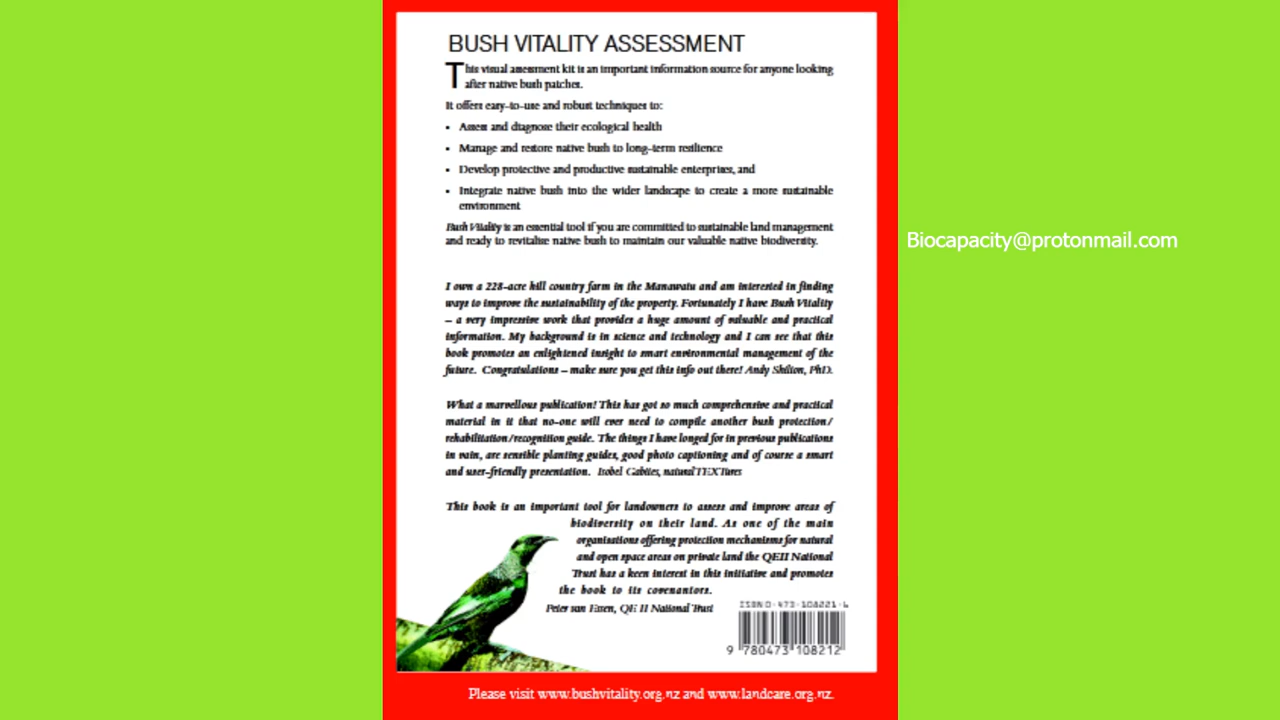 BUSH VITALITY ASSESSMENT
This visual assessment kit is an important information source for anyone looking
after native bush patches.
It offers easy-to-use and robust techniques to:
• Assess and diagnose their ecological health
• Manage and restore native bush to long-term resilience
• Develop protective and productive sustainable enterprises, and
• Integrate native bush into the wider landscape to create a more sustainable
environment
Bush Vitality is an essential tool if you are committed to sustainable land management
and ready to revitalise native bush to maintain our valuable native biodiversity.
Biocapacity@protonmail.com
I own a 228-acre hill country farm in the Manawatu and am interested in finding
ways to improve the sustainability of the property. Fortunately I have Bush Vitality
– a very impressive work that provides a huge amount of valuable and practical
information. My background is in science and technology and I can see that this
book promotes an enlightened insight to smart environmental management of the
future. Congratulations – make sure you get this info out there! Andy Shilton, PhD.
What a marvellous publication! This has got so much comprehensive and practical
material in it that no-one will ever need to compile another bush protection/
rehabilitation/recognition guide. The things I have longed for in previous publications
in vain, are sensible planting guides, good photo captioning and of course a smart
and user-friendly presentation. Isobel Gabites, naturalTEXTures
This book is an important tool for landowners to assess and improve areas of
biodiversity on their land. As one of the main
organisations offering protection mechanisms for natural
and open space areas on private land the QEII National
Trust has a keen interest in this initiative and promotes
the book to its covenantors.
Peter van Essen, QE II National Trust
ISBN 0-473-108221-6
9 780473 108212
Please visit www.bushvitality.org.nz and www.landcare.org.nz.